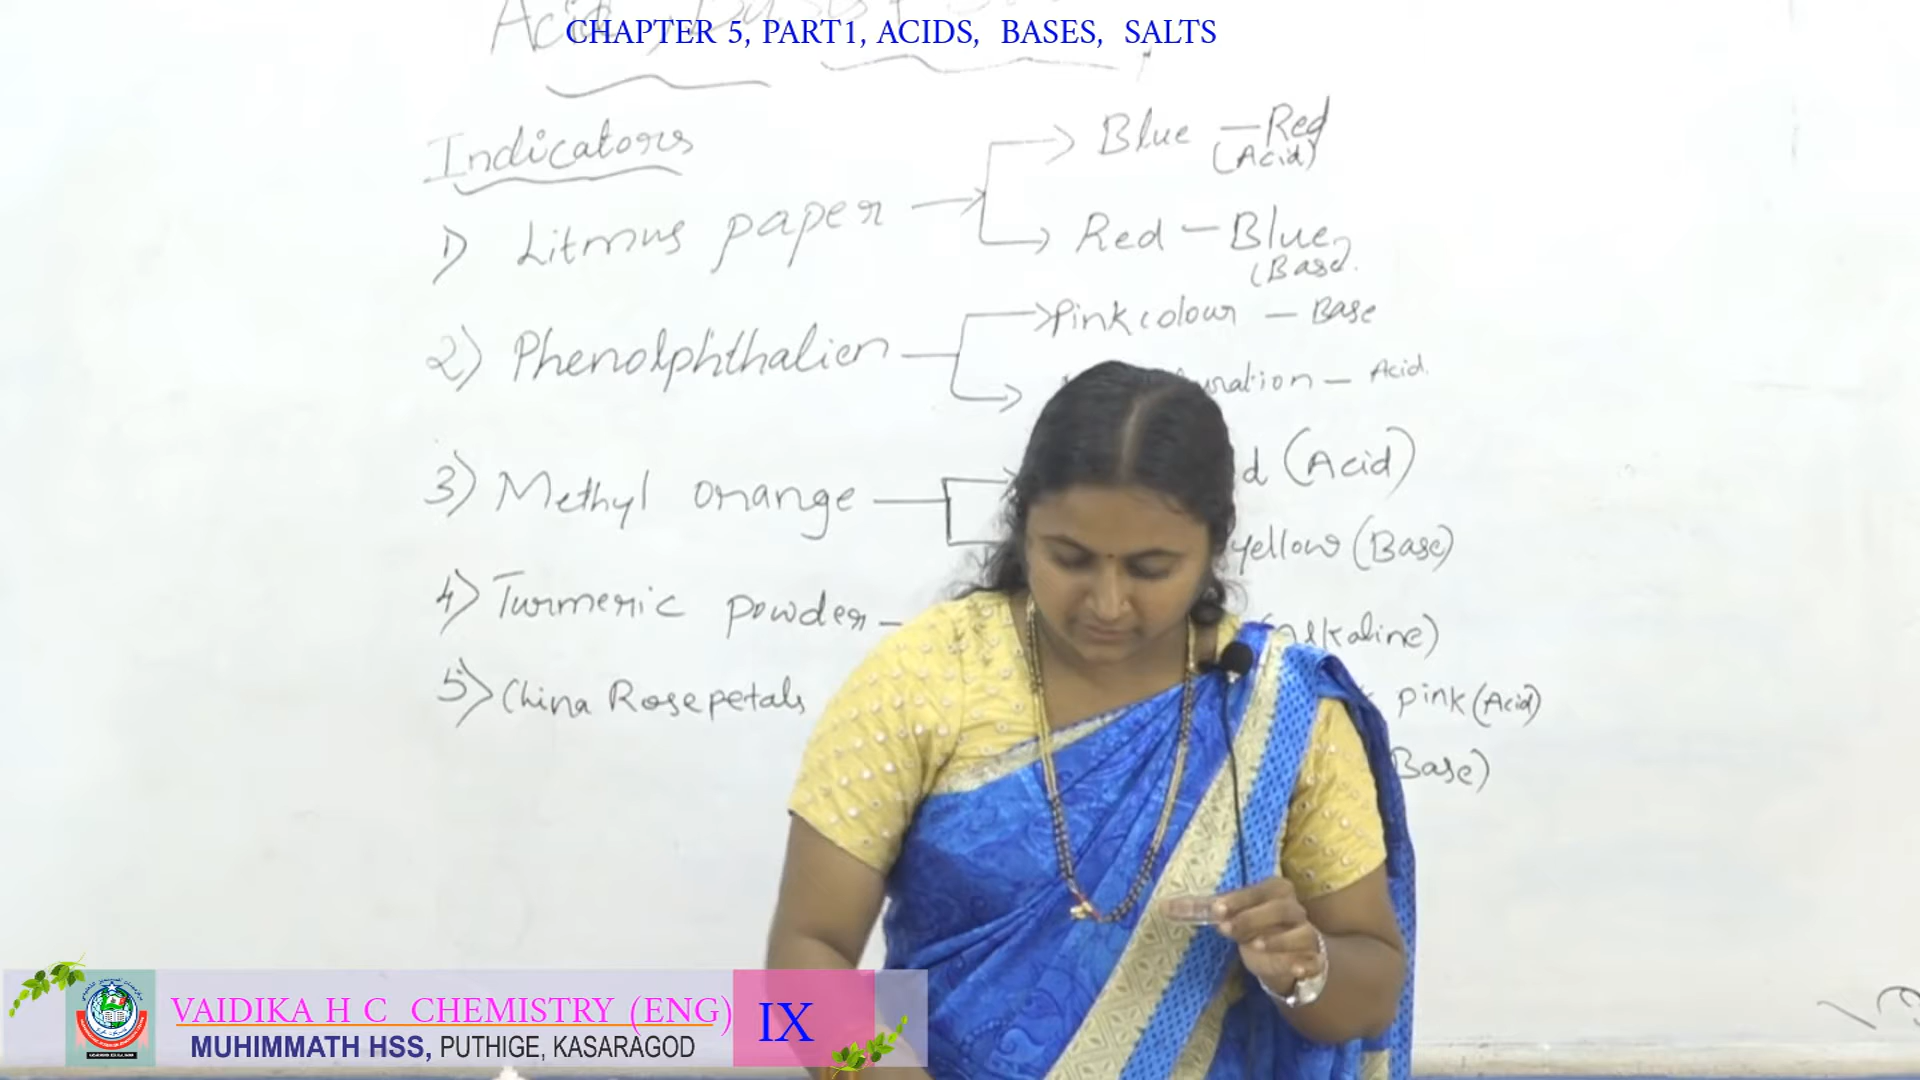 CHAPTER 5, PART1, ACIDS, BASES, SALTS
Indicators
1) Litmus paper → Blue — Red
(Acid)
Red — Blue
(Base)
2) Phenolphthalien → Pink colour — Base
uration — Acid.
3) Methyl orange d (Acid)
yellow (Base)
4) Turmeric powder – (Alkaline)
5) China Rose petals pink (Acid)
Base)
VAIDIKA H C CHEMISTRY (ENG) IX
MUHIMMATH HSS, PUTHIGE, KASARAGOD